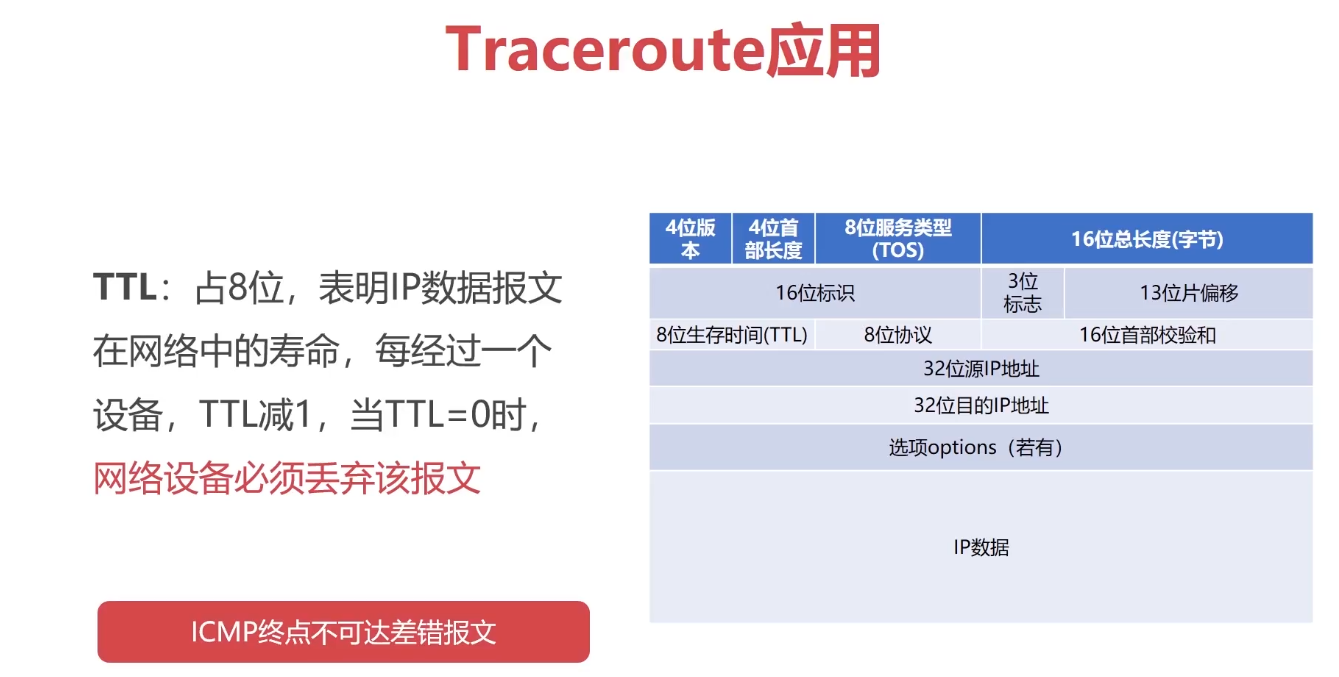 Traceroute应用
TTL：占8位，表明IP数据报文
在网络中的寿命，每经过一个
设备，TTL减1，当TTL=0时，
网络设备必须丢弃该报文
ICMP终点不可达差错报文
4位版
本
4位首
部长度
8位服务类型
(TOS)
16位总长度(字节)
16位标识
3位
标志
13位片偏移
8位生存时间(TTL)
8位协议
16位首部校验和
32位源IP地址
32位目的IP地址
选项options（若有）
IP数据